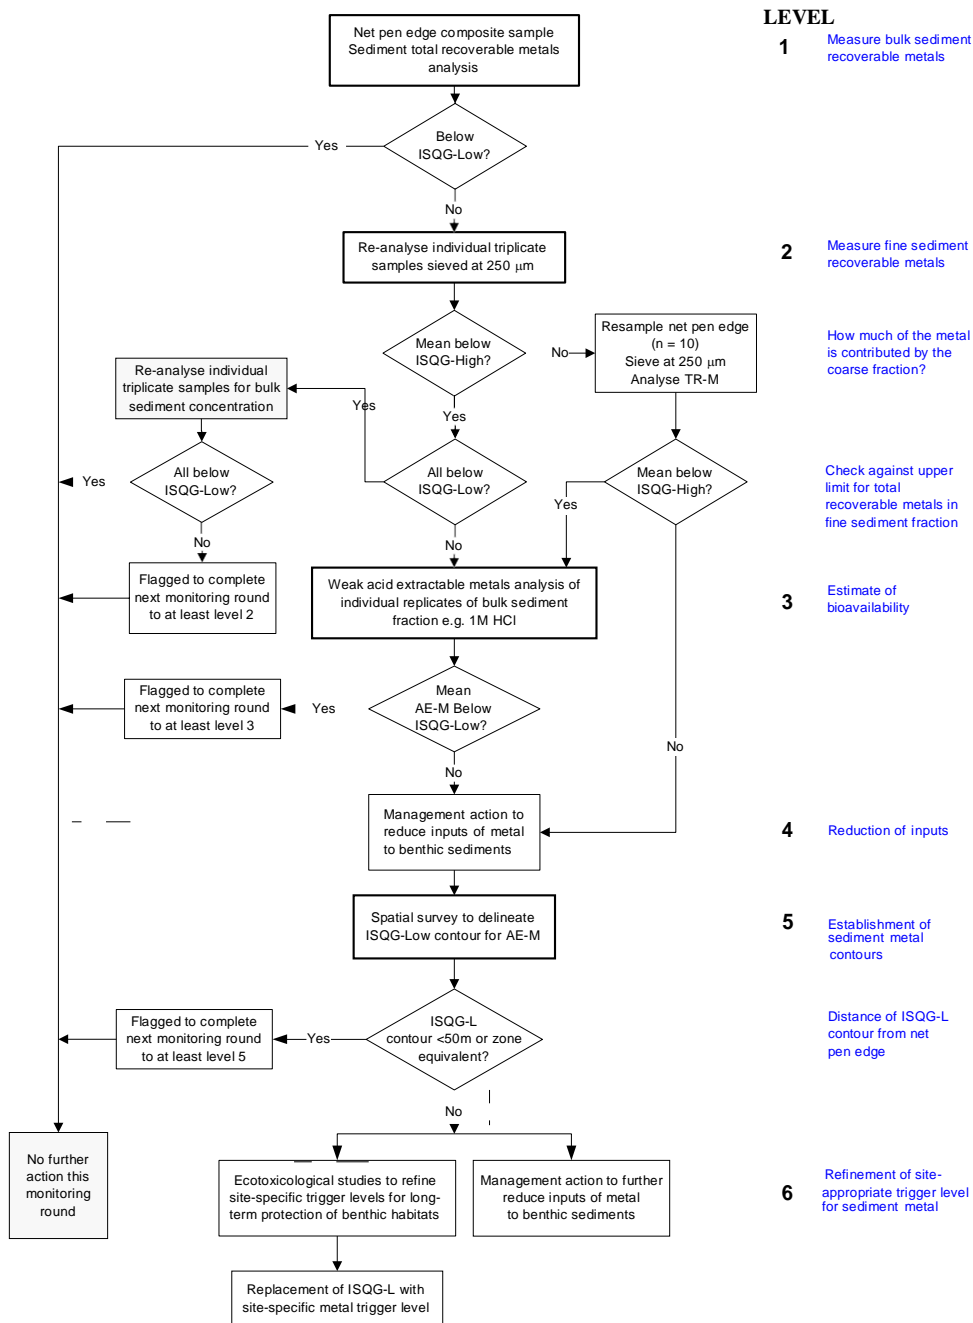 LEVEL
Net pen edge composite sample
Sediment total recoverable metals
analysis
1
Measure bulk sediment
recoverable metals
Below
ISQG-Low?
Yes
No
Re-analyse individual triplicate
samples sieved at 250 µm
2
Measure fine sediment
recoverable metals
Mean below
ISQG-High?
No
Resample net pen edge
(n = 10)
Sieve at 250 µm
Analyse TR-M
How much of the metal
is contributed by the
coarse fraction?
Re-analyse individual
triplicate samples for bulk
sediment concentration
Yes
Yes
All below
ISQG-Low?
Yes
All below
ISQG-Low?
Mean below
ISQG-High?
Check against upper
limit for total
recoverable metals in
fine sediment fraction
Yes
No
No
Flagged to complete
next monitoring round
to at least level 2
Weak acid extractable metals analysis of
individual replicates of bulk sediment
fraction e.g. 1M HCl
3
Estimate of
bioavailability
Flagged to complete
next monitoring round
to at least level 3
Yes
Mean
AE-M Below
ISQG-Low?
No
No
Management action to
reduce inputs of metal
to benthic sediments
4
Reduction of inputs
Spatial survey to delineate
ISQG-Low contour for AE-M
5
Establishment of
sediment metal
contours
Flagged to complete
next monitoring round
to at least level 5
Yes
ISQG-L
contour <50m or zone
equivalent?
Distance of ISQG-L
contour from net
pen edge
No
No further
action this
monitoring
round
Ecotoxicological studies to refine
site-specific trigger levels for long-
term protection of benthic habitats
Management action to further
reduce inputs of metal
to benthic sediments
6
Refinement of site-
appropriate trigger level
for sediment metal
Replacement of ISQG-L with
site-specific metal trigger level